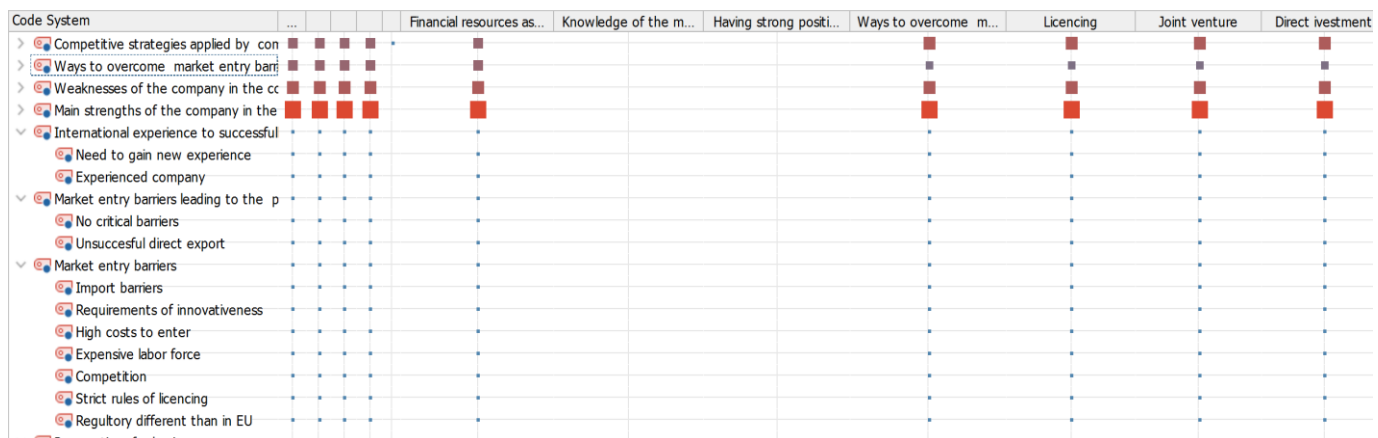 Code System ... Financial resources as... Knowledge of the m... Having strong positi... Ways to overcome m... Licencing Joint venture Direct ivestment
Competitive strategies applied by con
Ways to overcome market entry barri
Weaknesses of the company in the cc
Main strengths of the company in the
International experience to successful
Need to gain new experience
Experienced company
Market entry barriers leading to the p
No critical barriers
Unsuccesful direct export
Market entry barriers
Import barriers
Requirements of innovativeness
High costs to enter
Expensive labor force
Competition
Strict rules of licencing
Regultory different than in EU